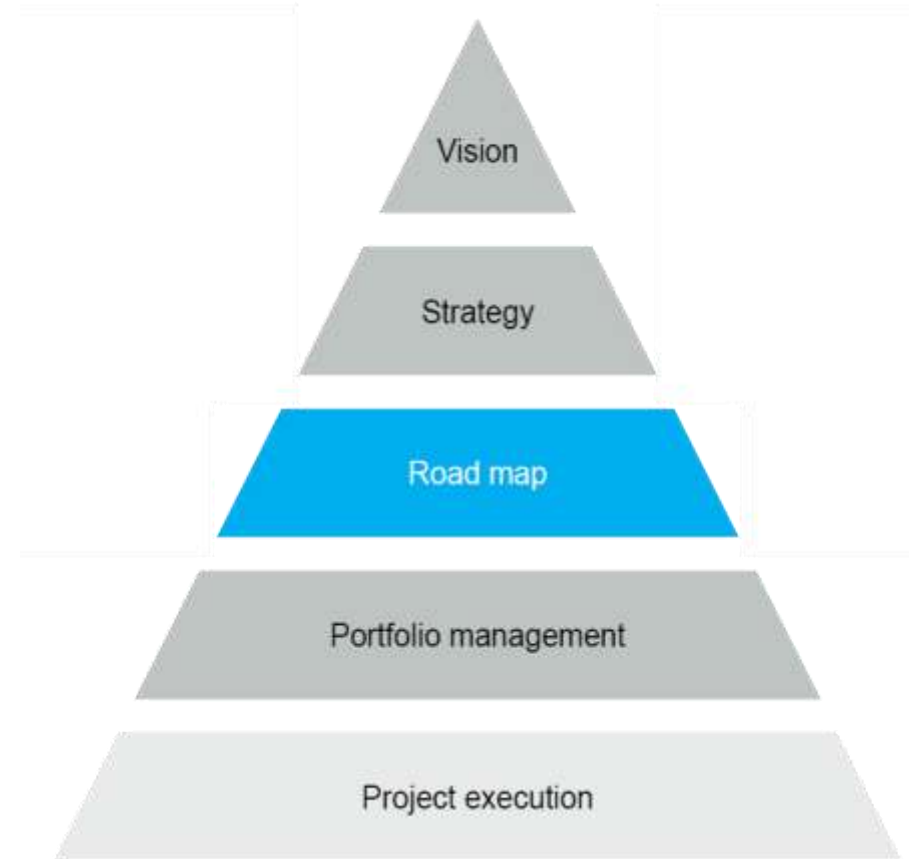 Vision
Strategy
Road map
Portfolio management
Project execution